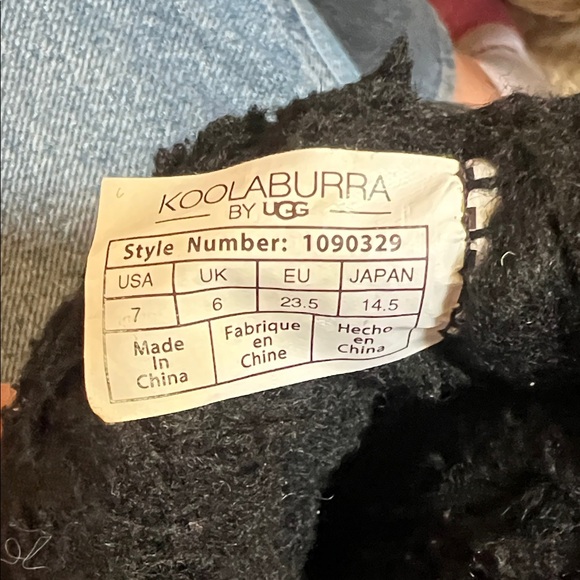 KOOLABURRA
BY UGG
Style Number: 1090329
USA UK EU JAPAN
7 6 23.5 14.5
Made In China
Fabrique en Chine
Hecho en China